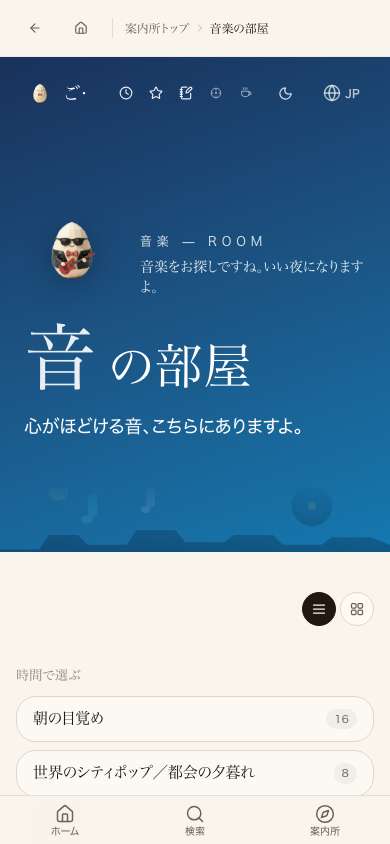 案内所トップ > 音楽の部屋
ご· JP
音楽 — ROOM
音楽をお探しですね。いい夜になります
よ。
音の部屋
心がほどける音、こちらにありますよ。
時間で選ぶ
朝の目覚め 16
世界のシティポップ／都会の夕暮れ 8
ホーム 検索 案内所